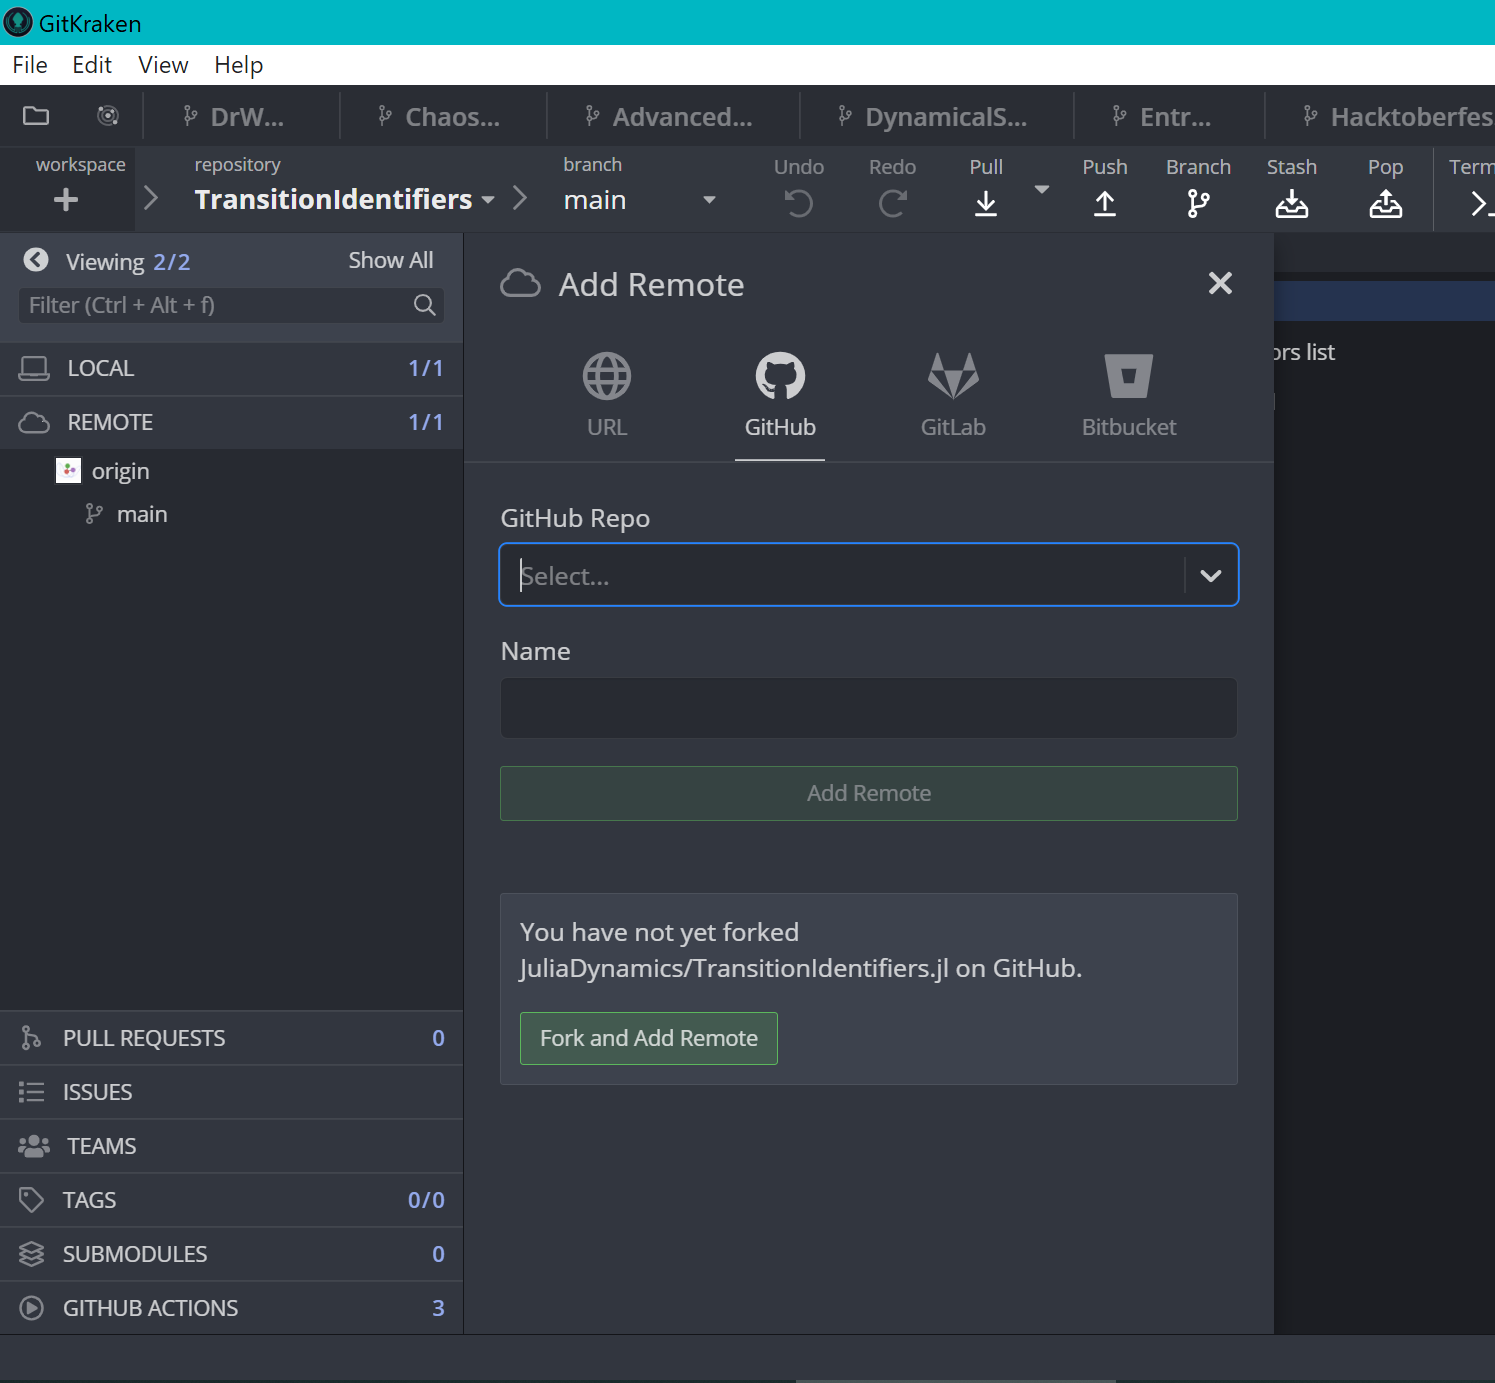 GitKraken
File Edit View Help
DrW... Chaos... Advanced... DynamicalS... Entr... Hacktoberfes
workspace repository branch Undo Redo Pull Push Branch Stash Pop Term
TransitionIdentifiers main
Viewing 2/2 Show All
Filter (Ctrl + Alt + f)
LOCAL 1/1
REMOTE 1/1
origin
main
PULL REQUESTS 0
ISSUES
TEAMS
TAGS 0/0
SUBMODULES 0
GITHUB ACTIONS 3
Add Remote
URL GitHub GitLab Bitbucket
GitHub Repo
Select...
Name
Add Remote
You have not yet forked
JuliaDynamics/TransitionIdentifiers.jl on GitHub.
Fork and Add Remote
ors list